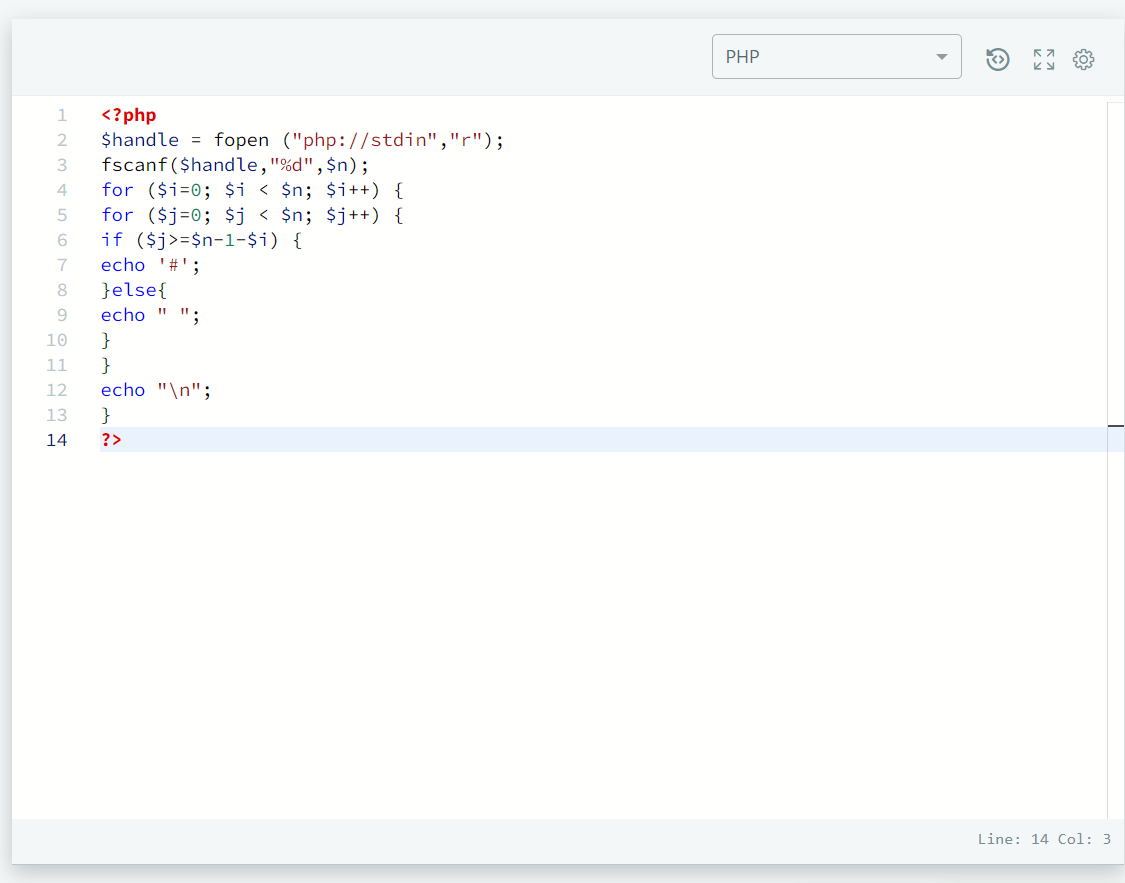 PHP
1 <?php
2 $handle = fopen ("php://stdin","r");
3 fscanf($handle,"%d",$n);
4 for ($i=0; $i < $n; $i++) {
5 for ($j=0; $j < $n; $j++) {
6 if ($j>=$n-1-$i) {
7 echo '#';
8 }else{
9 echo " ";
10 }
11 }
12 echo "\n";
13 }
14 ?>
Line: 14 Col: 3